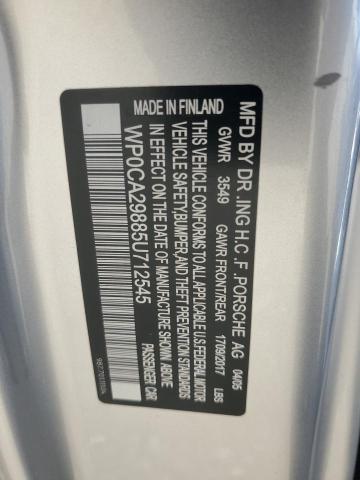 MFD BY DR .ING H.C .F .PORSCHE AG 04/05
GVWR 3549 GAWR FRONT/REAR 1709/2017 LBS
THIS VEHICLE CONFORMS TO ALL APPLICABLE U.S.FEDERAL MOTOR
VEHICLE SAFETY,BUMPER,AND THEFT PREVENTION STANDARDS
IN EFFECT ON THE DATE OF MANUFACTURE SHOWN ABOVE
MADE IN FINLAND PASSENGER CAR
WP0CA29885U712545